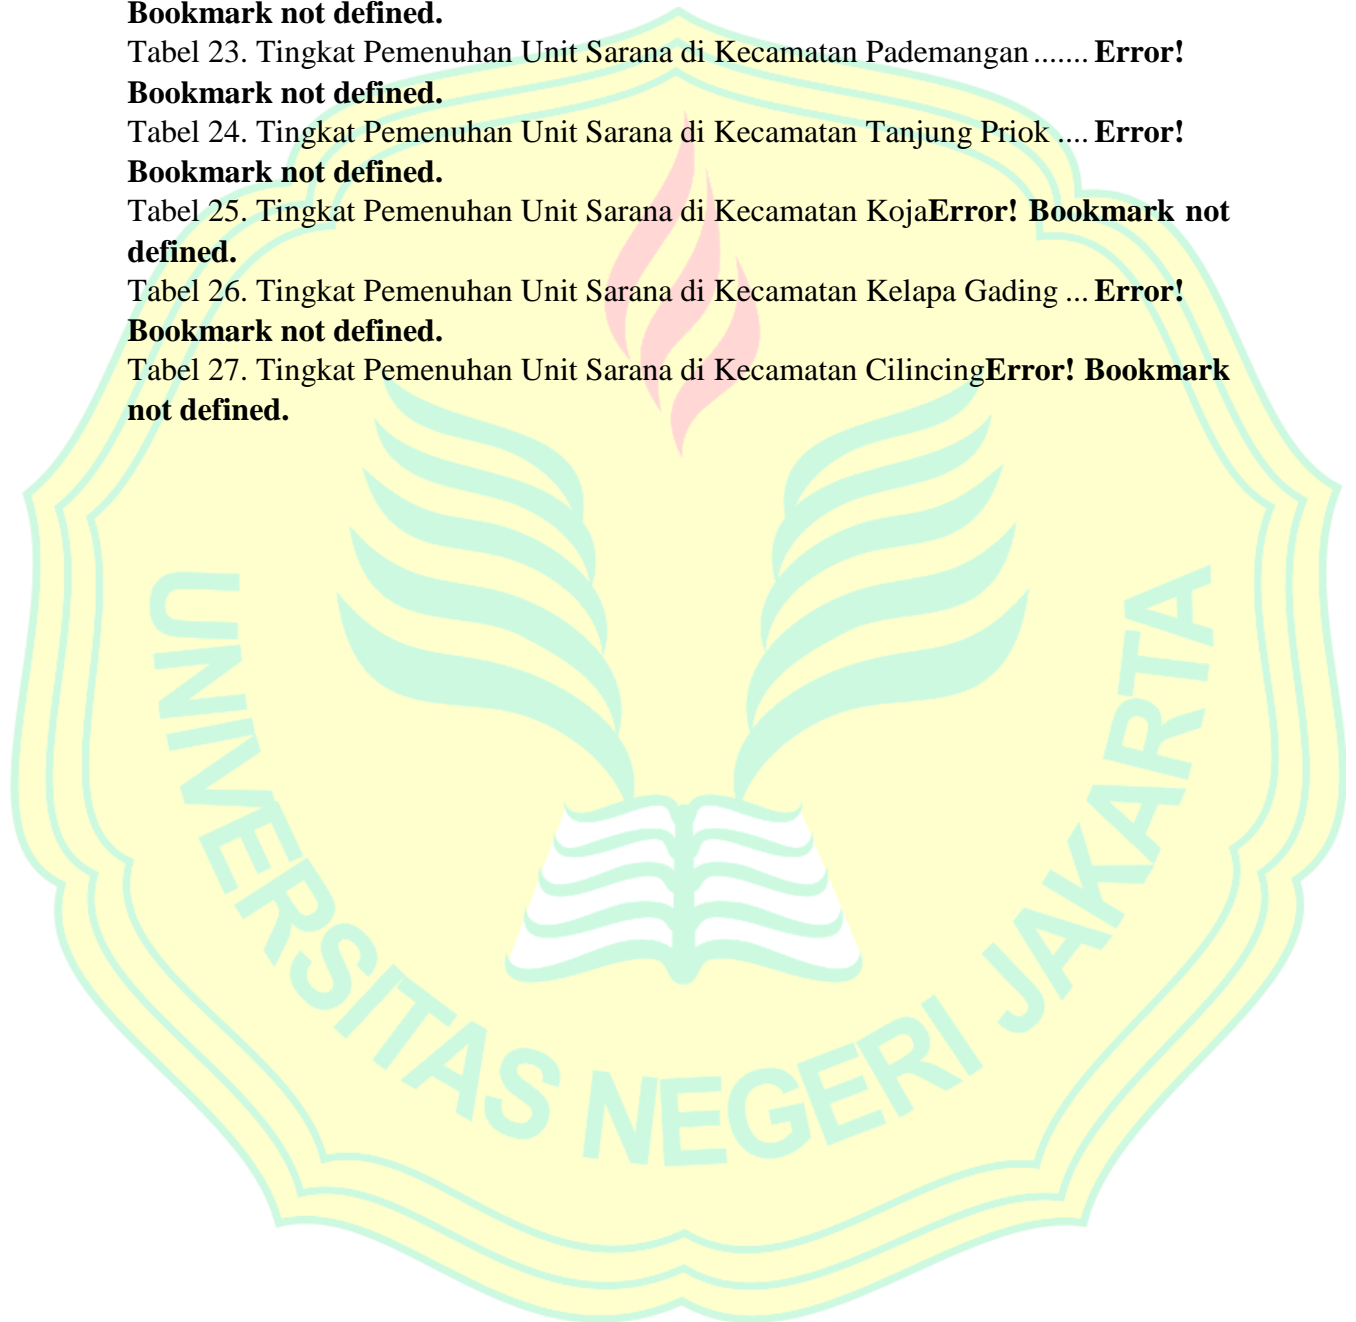 Bookmark not defined.
Tabel 23. Tingkat Pemenuhan Unit Sarana di Kecamatan Pademangan ....... Error!
Bookmark not defined.
Tabel 24. Tingkat Pemenuhan Unit Sarana di Kecamatan Tanjung Priok .... Error!
Bookmark not defined.
Tabel 25. Tingkat Pemenuhan Unit Sarana di Kecamatan KojaError! Bookmark not
defined.
Tabel 26. Tingkat Pemenuhan Unit Sarana di Kecamatan Kelapa Gading ... Error!
Bookmark not defined.
Tabel 27. Tingkat Pemenuhan Unit Sarana di Kecamatan CilincingError! Bookmark
not defined.
UNIVERSITAS NEGERI JAKARTA